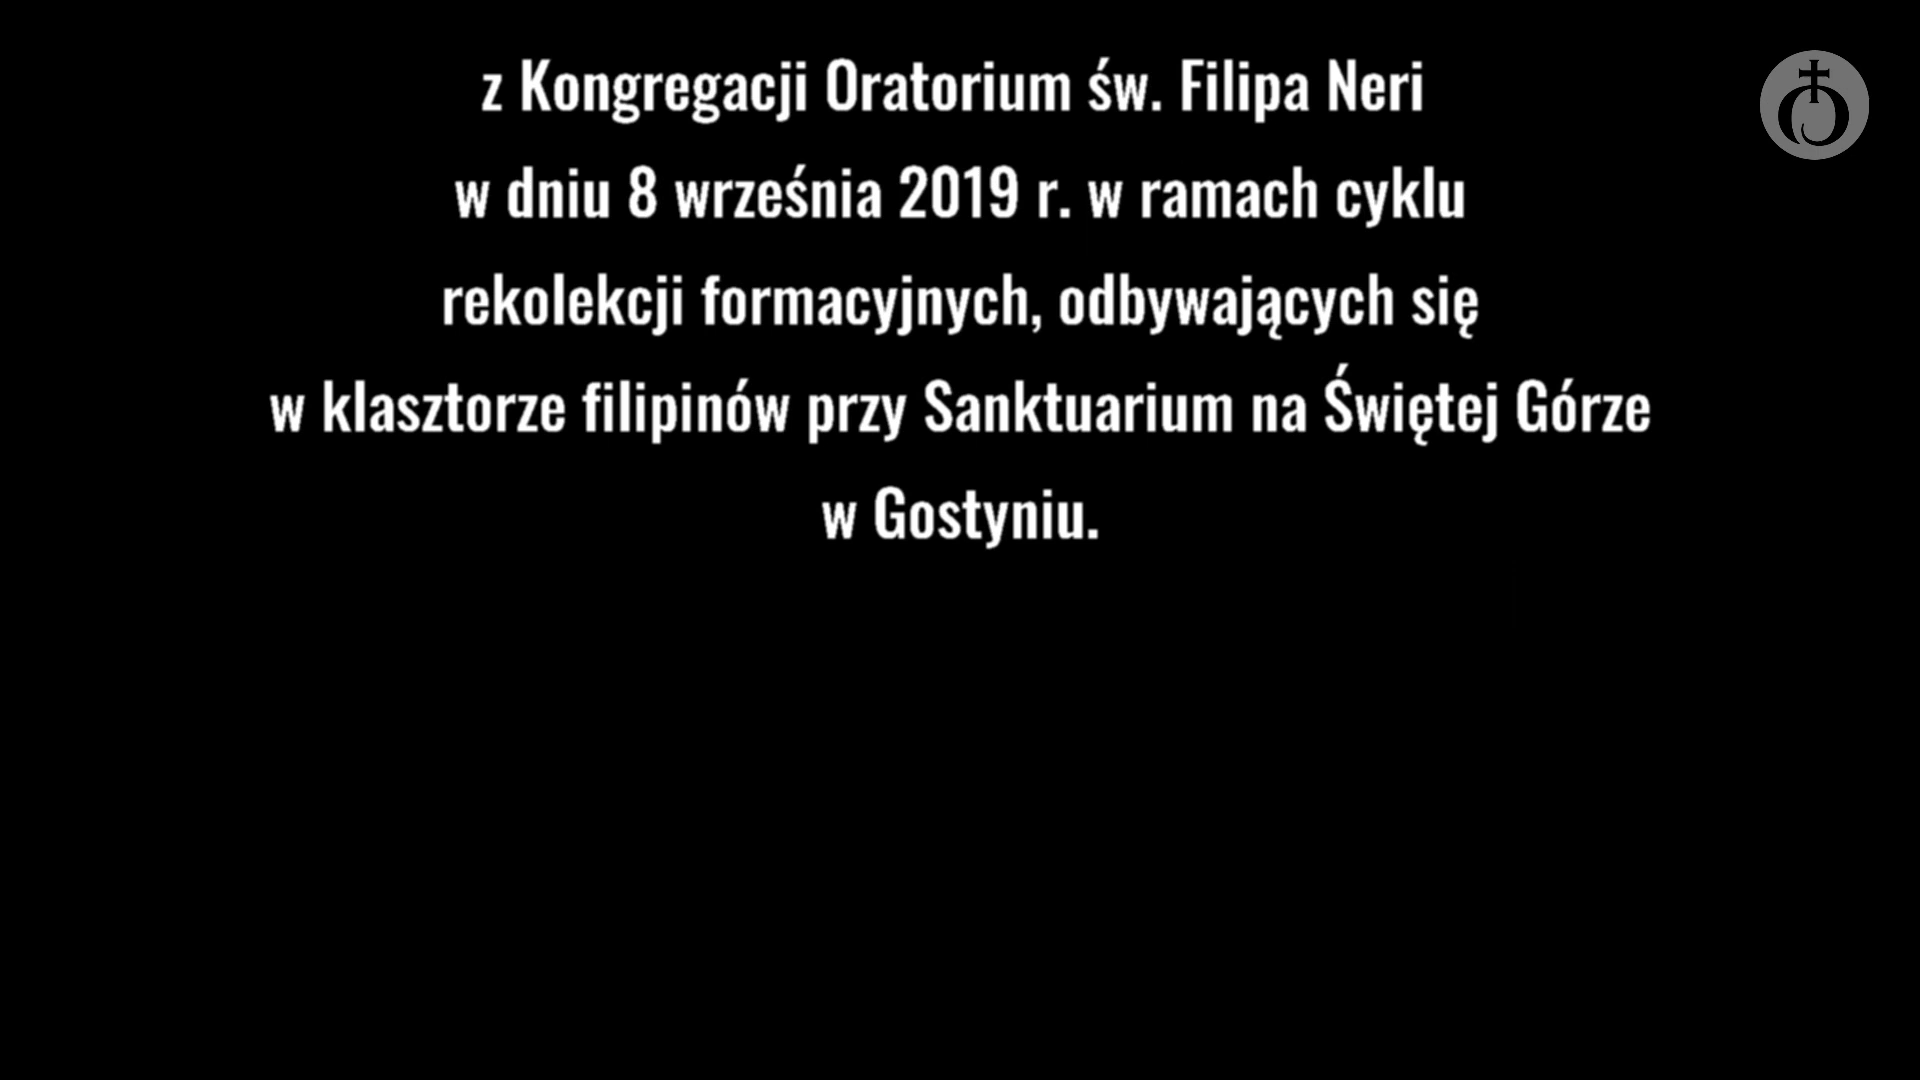 z Kongregacji Oratorium św. Filipa Neri
w dniu 8 września 2019 r. w ramach cyklu
rekolekcji formacyjnych, odbywających się
w klasztorze filipinów przy Sanktuarium na Świętej Górze
w Gostyniu.